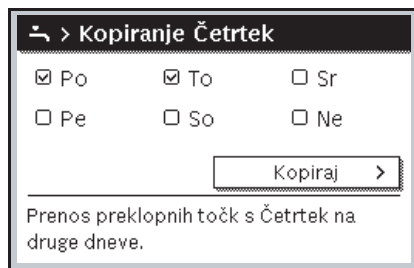 > Kopiranje Četrtek
Po To Sr
Pe So Ne
Kopiraj >
Prenos preklopnih točk s Četrtek na
druge dneve.